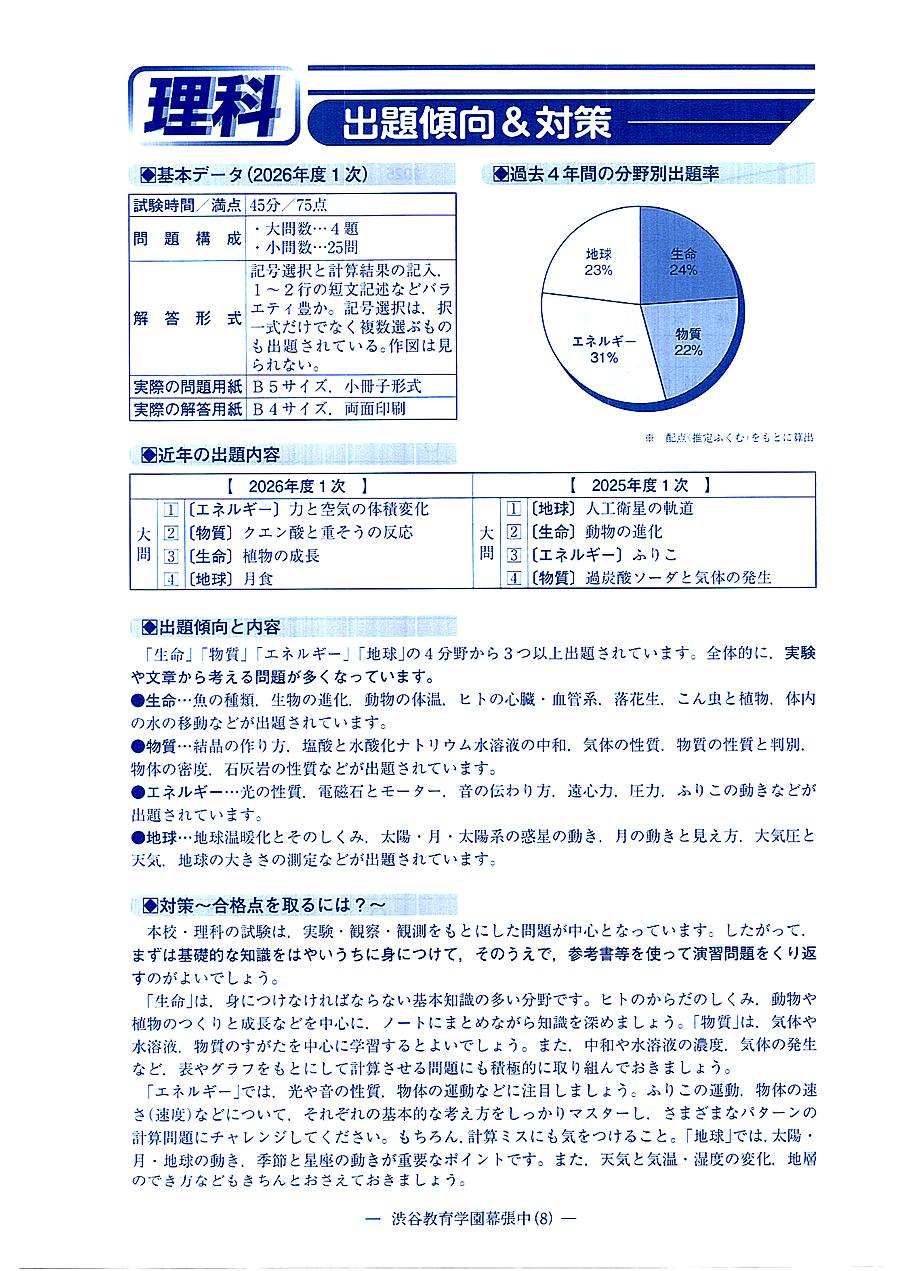 理科
出題傾向&対策
◆基本データ(2026年度1次)
試験時間/満点 45分/75点
問題構成 ・大問数…4題
・小問数…25問
解答形式 記号選択と計算結果の記入,
1～2行の短文記述などバラ
エティ豊か。記号選択は,択
一式だけでなく複数選ぶもの
も出題されている。作図は見
られない。
実際の問題用紙 B5サイズ,小冊子形式
実際の解答用紙 B4サイズ,両面印刷
◆過去4年間の分野別出題率
地球
23%
生命
24%
エネルギー
31%
物質
22%
※ 配点(推定ふくむ)をもとに算出
◆近年の出題内容
【 2026年度1次 】
大問
1 〔エネルギー〕力と空気の体積変化
2 〔物質〕クエン酸と重そうの反応
3 〔生命〕植物の成長
4 〔地球〕月食
【 2025年度1次 】
大問
1 〔地球〕人工衛星の軌道
2 〔生命〕動物の進化
3 〔エネルギー〕ふりこ
4 〔物質〕過炭酸ソーダと気体の発生
◆出題傾向と内容
「生命」「物質」「エネルギー」「地球」の4分野から3つ以上出題されています。全体的に,実験
や文章から考える問題が多くなっています。
●生命…魚の種類,生物の進化,動物の体温,ヒトの心臓・血管系,落花生,こん虫と植物,体内
の水の移動などが出題されています。
●物質…結晶の作り方,塩酸と水酸化ナトリウム水溶液の中和,気体の性質,物質の性質と判別,
物体の密度,石灰岩の性質などが出題されています。
●エネルギー…光の性質,電磁石とモーター,音の伝わり方,遠心力,圧力,ふりこの動きなどが
出題されています。
●地球…地球温暖化とそのしくみ,太陽・月・太陽系の惑星の動き,月の動きと見え方,大気圧と
天気,地球の大きさの測定などが出題されています。
◆対策～合格点を取るには?～
本校・理科の試験は,実験・観察・観測をもとにした問題が中心となっています。したがって,
まずは基礎的な知識をはやいうちに身につけて,そのうえで,参考書等を使って演習問題をくり返
すのがよいでしょう。
「生命」は,身につけなければならない基本知識の多い分野です。ヒトのからだのしくみ,動物や
植物のつくりと成長などを中心に,ノートにまとめながら知識を深めましょう。「物質」は,気体や
水溶液,物質のすがたを中心に学習するとよいでしょう。また,中和や水溶液の濃度,気体の発生
など,表やグラフをもとにして計算させる問題にも積極的に取り組んでおきましょう。
「エネルギー」では,光や音の性質,物体の運動などに注目しましょう。ふりこの運動,物体の速
さ(速度)などについて,それぞれの基本的な考え方をしっかりマスターし,さまざまなパターンの
計算問題にチャレンジしてください。もちろん,計算ミスにも気をつけること。「地球」では,太陽・
月・地球の動き,季節と星座の動きが重要なポイントです。また,天気と気温・湿度の変化,地層
のでき方などもきちんとおさえておきましょう。
— 渋谷教育学園幕張中(8) —